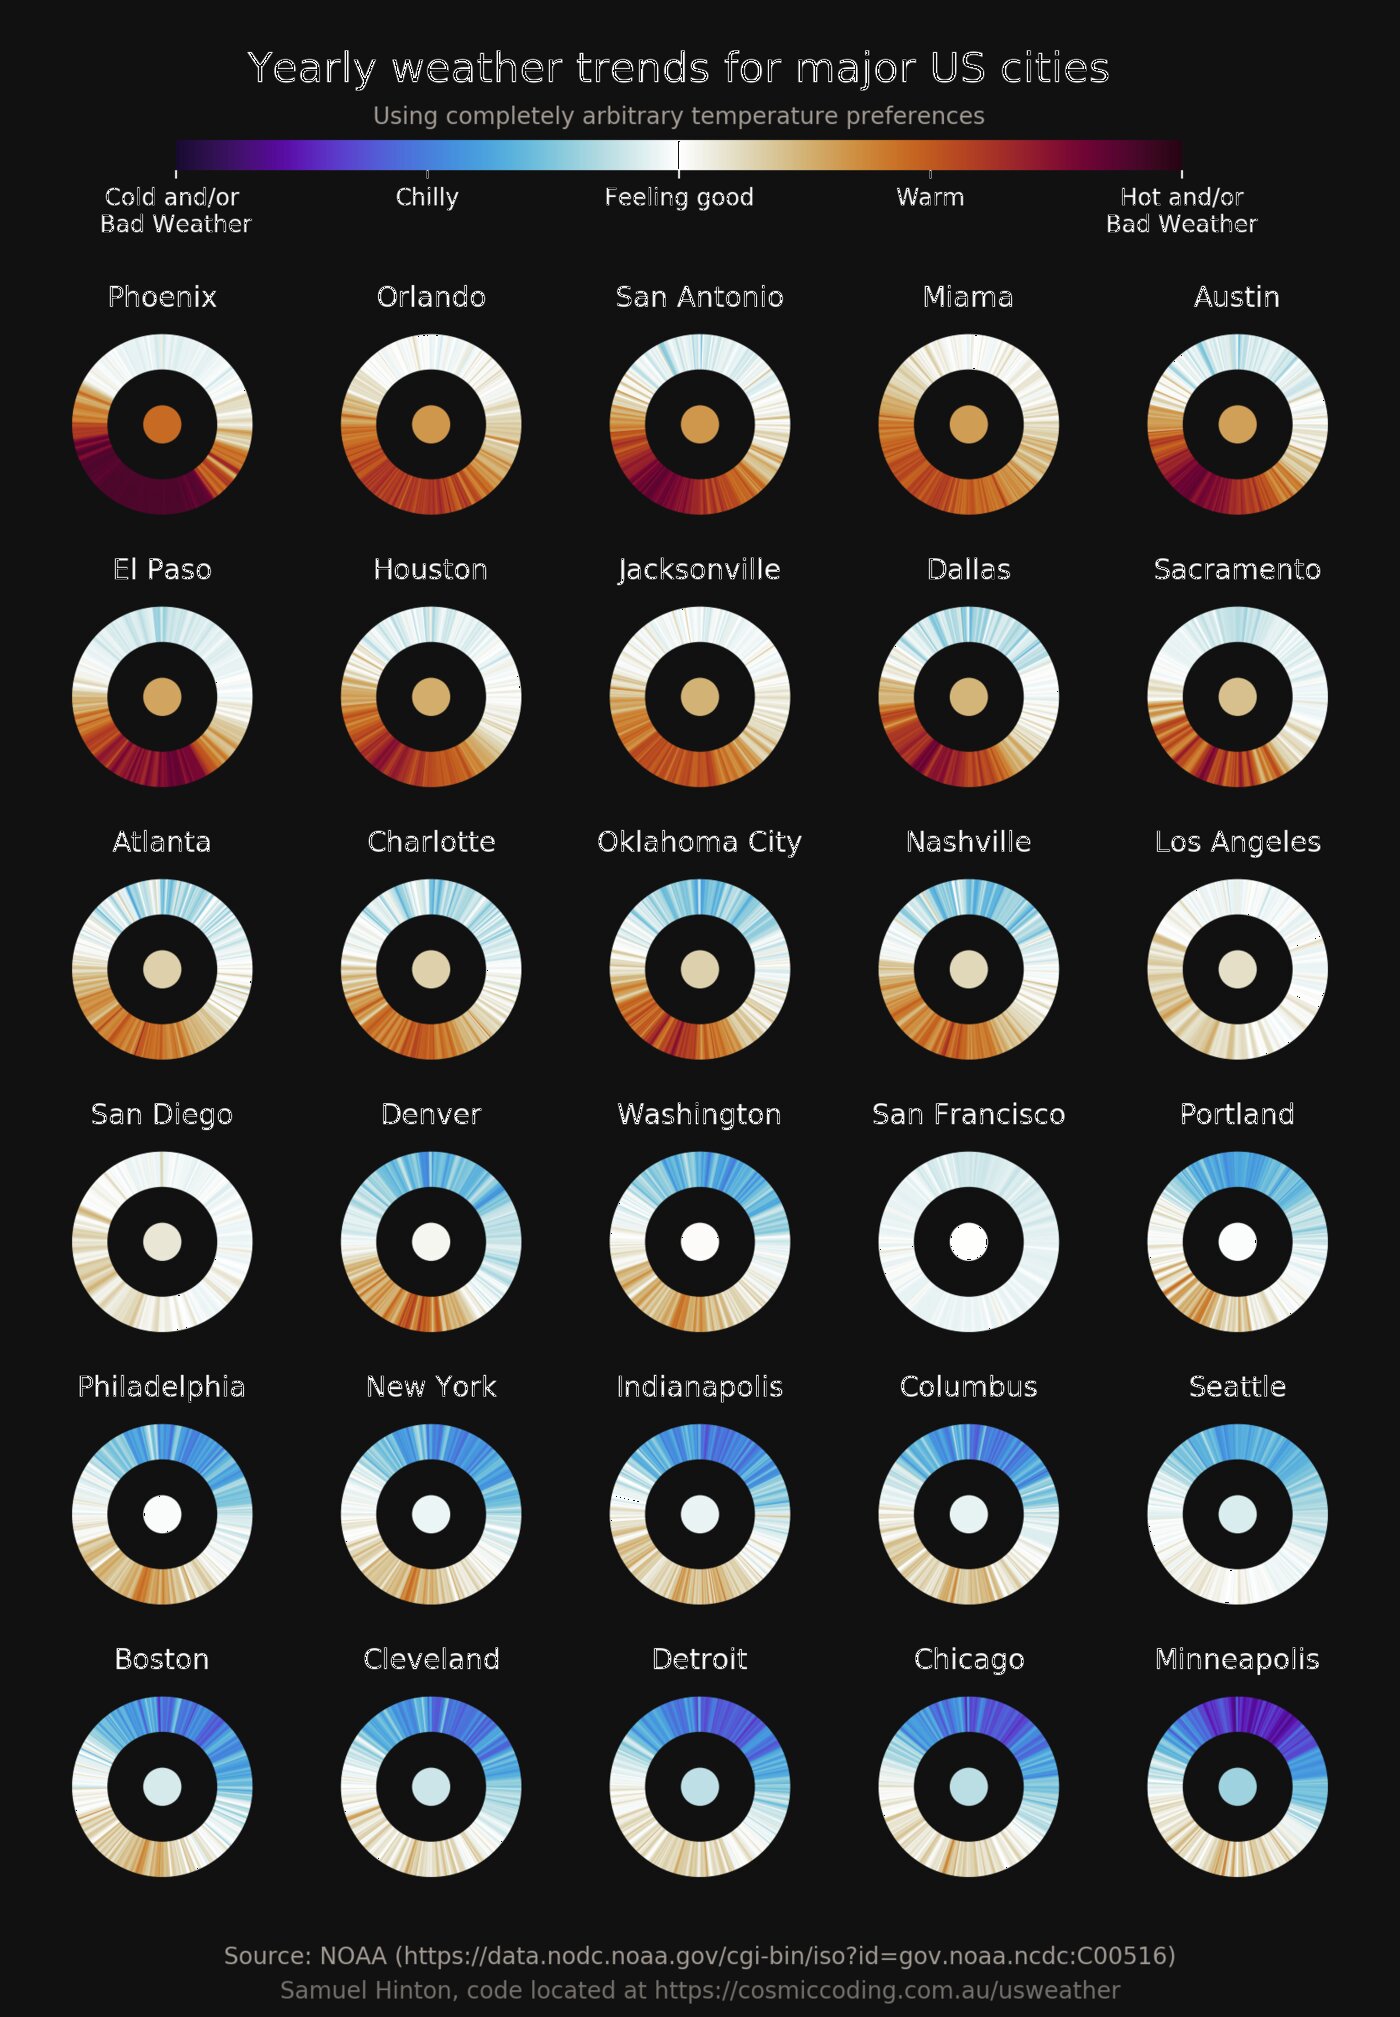 Yearly weather trends for major US cities
Using completely arbitrary temperature preferences
Cold and/or
Bad Weather
Chilly
Feeling good
Warm
Hot and/or
Bad Weather
Phoenix
Orlando
San Antonio
Miama
Austin
El Paso
Houston
Jacksonville
Dallas
Sacramento
Atlanta
Charlotte
Oklahoma City
Nashville
Los Angeles
San Diego
Denver
Washington
San Francisco
Portland
Philadelphia
New York
Indianapolis
Columbus
Seattle
Boston
Cleveland
Detroit
Chicago
Minneapolis
Source: NOAA (https://data.nodc.noaa.gov/cgi-bin/iso?id=gov.noaa.ncdc:C00516)
Samuel Hinton, code located at https://cosmiccoding.com.au/usweather